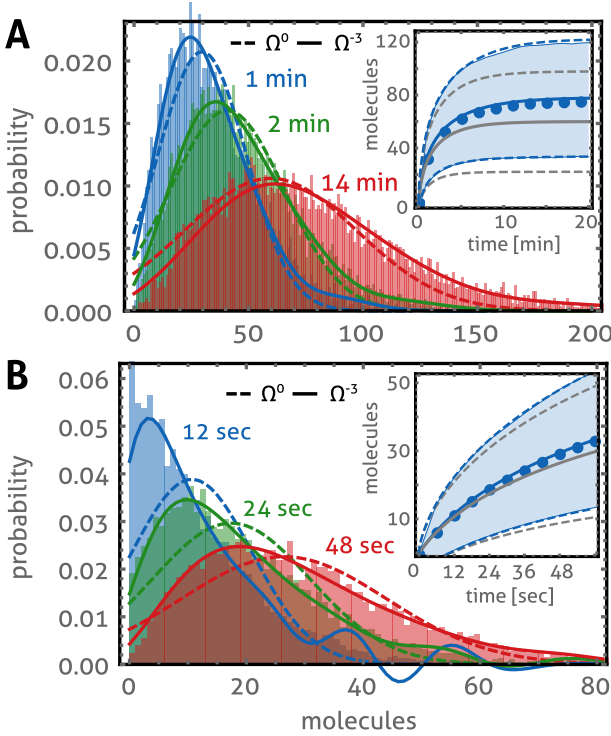 A
Ω⁰ Ω⁻³
1 min
2 min
14 min
probability
0.020
0.015
0.010
0.005
0.000
0 50 100 150 200
molecules
120
80
40
0
0 10 20
time [min]
B
Ω⁰ Ω⁻³
12 sec
24 sec
48 sec
probability
0.06
0.05
0.04
0.03
0.02
0.01
0.00
0 20 40 60 80
molecules
molecules
50
30
10
12 24 36 48
time [sec]